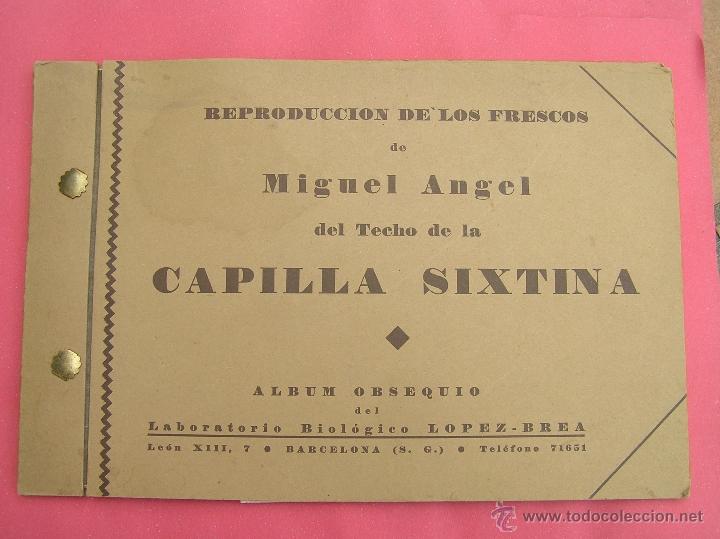 REPRODUCCION DE LOS FRESCOS
de
Miguel Angel
del Techo de la
CAPILLA SIXTINA
ALBUM OBSEQUIO
del
Laboratorio Biológico LOPEZ-BREA
León XIII, 7 • BARCELONA (S. G.) • Teléfono 71651
© www.todocoleccion.net